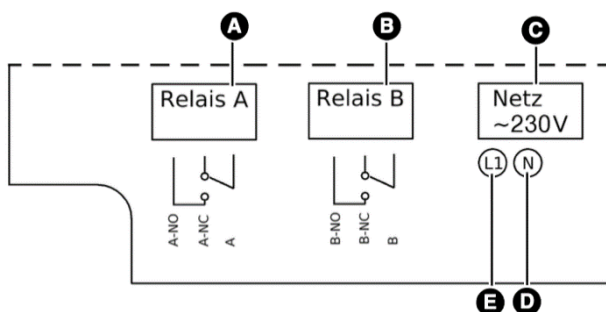 A B C
Relais A Relais B Netz
~230V
L1 N
A-NO A-NC A B-NO B-NC B
E D